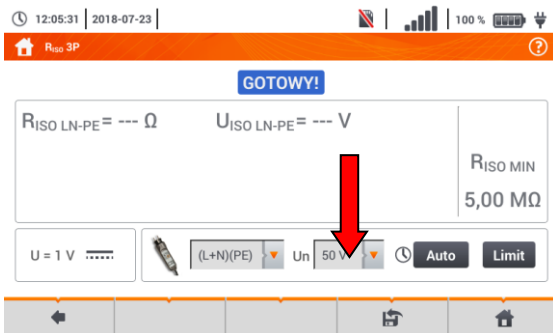 12:05:31 2018-07-23 100 %
RISO 3P ?
GOTOWY!
RISO LN-PE= --- Ω UISO LN-PE= --- V
RISO MIN
5,00 MΩ
U = 1 V (L+N)(PE) Un 50 V Auto Limit